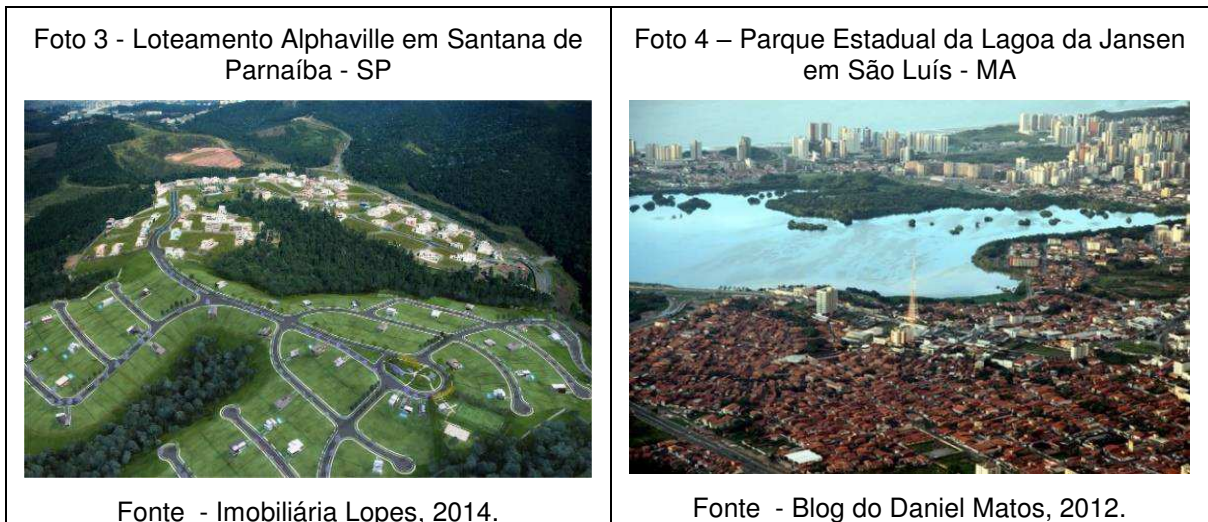 Foto 3 - Loteamento Alphaville em Santana de
Parnaíba - SP
Fonte - Imobiliária Lopes, 2014.
Foto 4 – Parque Estadual da Lagoa da Jansen
em São Luís - MA
Fonte - Blog do Daniel Matos, 2012.